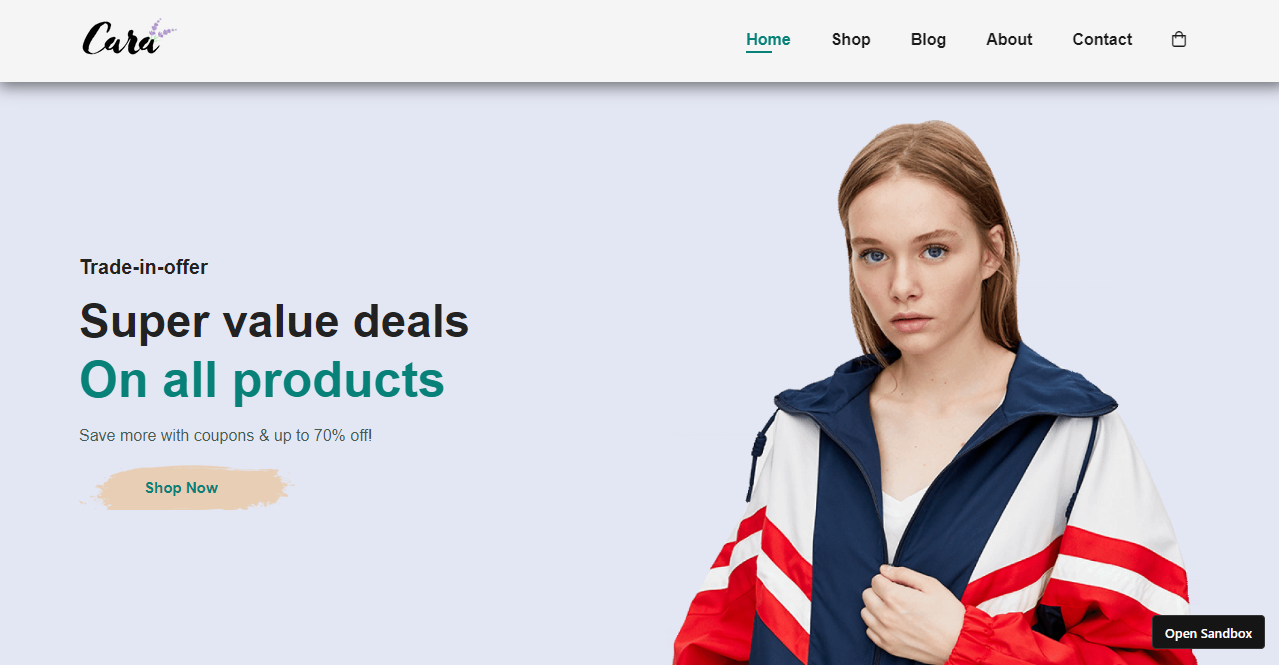 Cara
Home Shop Blog About Contact
Trade-in-offer
Super value deals
On all products
Save more with coupons & up to 70% off!
Shop Now
Open Sandbox